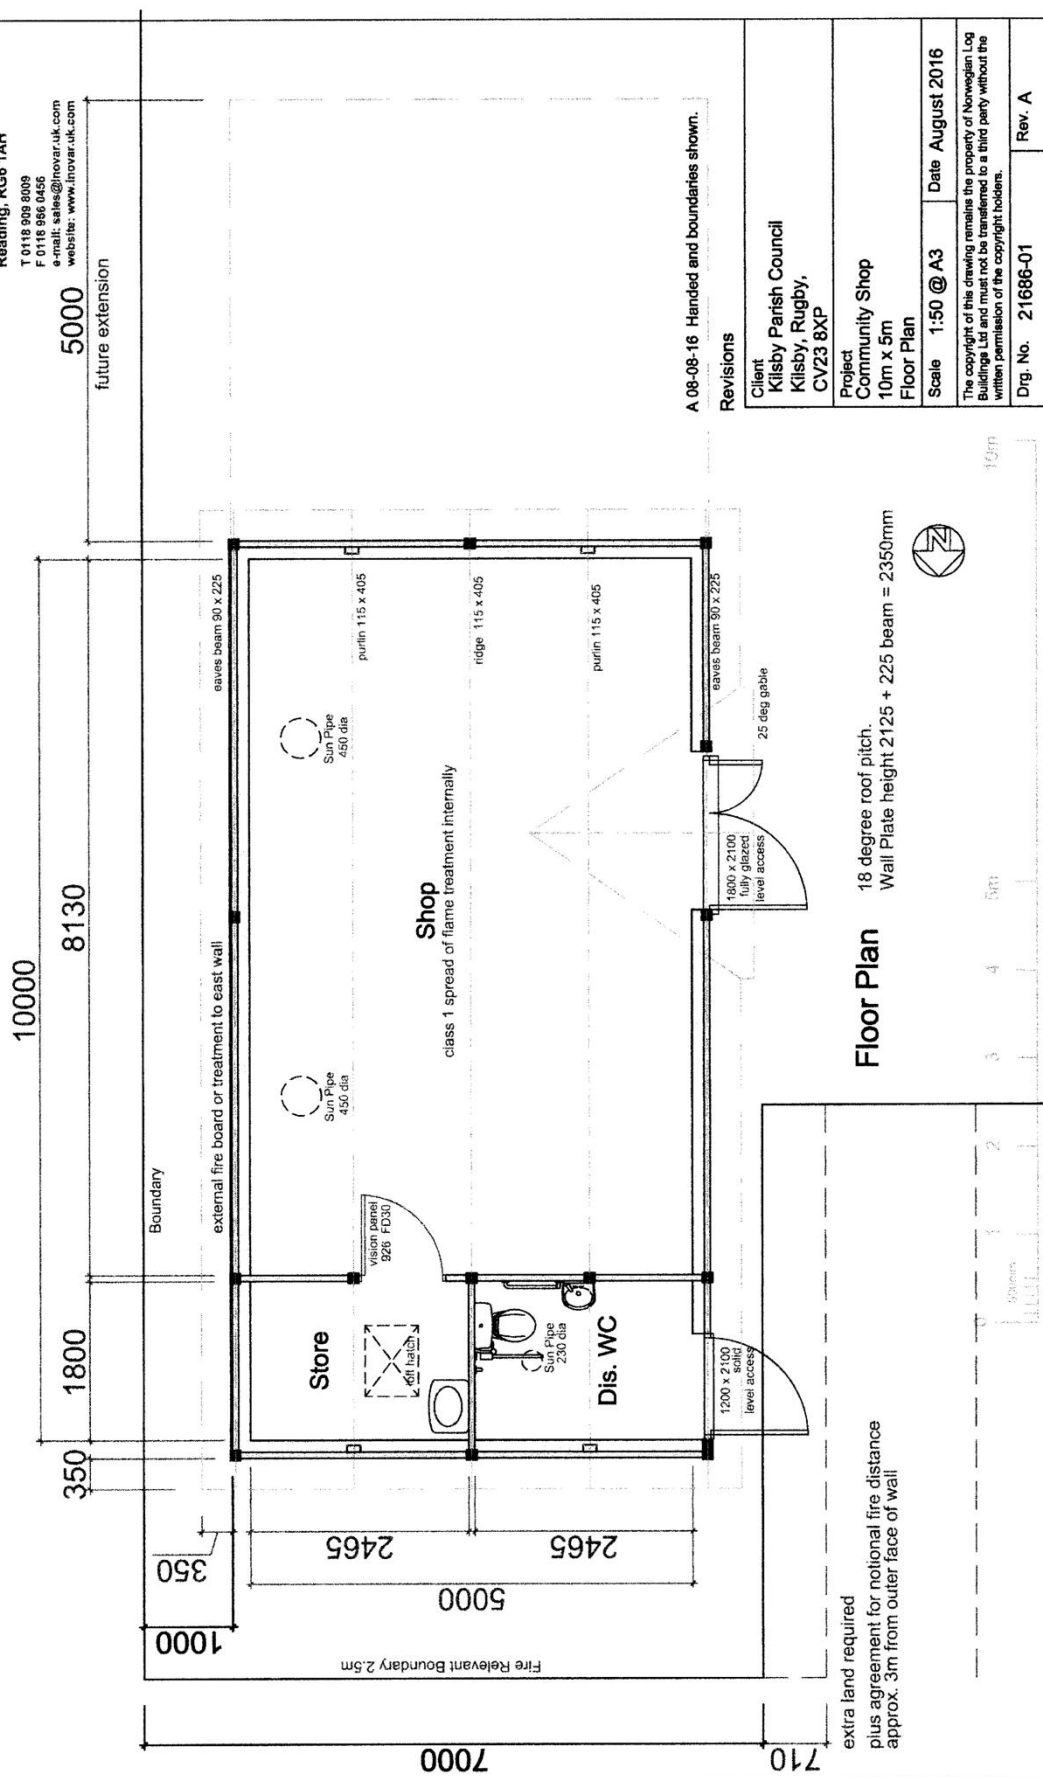 Reading, RG6 1AH
T 0118 909 8009
F 0118 966 0456
e-mail: sales@inovar.uk.com
website: www.inovar.uk.com
10000
350
1800
8130
5000
future extension
Boundary
external fire board or treatment to east wall
eaves beam 90 x 225
Sun Pipe
450 dia
Sun Pipe
450 dia
purlin 115 x 405
ridge 115 x 405
purlin 115 x 405
eaves beam 90 x 225
Shop
class 1 spread of flame treatment internally
vision panel
926 FD30
Store
loft hatch
Sun Pipe
230 dia
Dis. WC
1200 x 2100
solid
level access
1800 x 2100
fully glazed
level access
25 deg gable
350
1000
2465
2465
5000
Fire Relevant Boundary 2.5m
7000
710
extra land required
plus agreement for notional fire distance
approx. 3m from outer face of wall
Floor Plan
18 degree roof pitch.
Wall Plate height 2125 + 225 beam = 2350mm
N
0
500mm
1
2
3
4
5m
10m
A 08-08-16 Handed and boundaries shown.
Revisions
Client
Kilsby Parish Council
Kilsby, Rugby,
CV23 8XP
Project
Community Shop
10m x 5m
Floor Plan
Scale 1:50 @ A3
Date August 2016
The copyright of this drawing remains the property of Norwegian Log
Buildings Ltd and must not be transferred to a third party without the
written permission of the copyright holders.
Drg. No. 21686-01
Rev. A